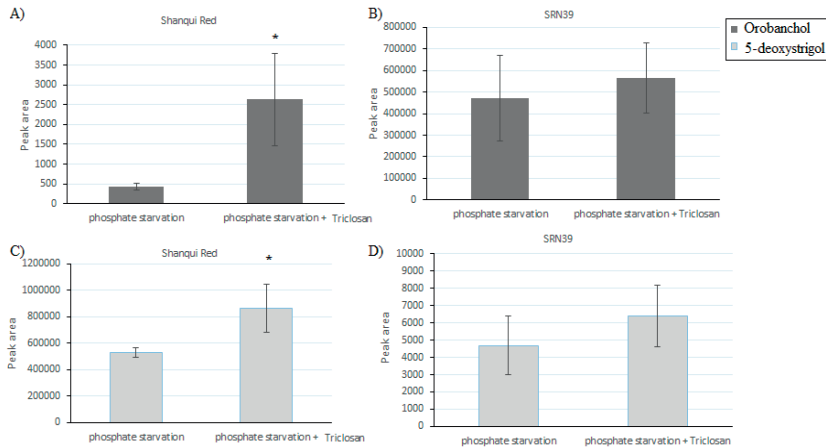 A)
Shanqui Red
*
4000
3500
3000
2500
2000
1500
1000
500
0
Peak area
phosphate starvation
phosphate starvation + Triclosan
B)
SRN39
800000
700000
600000
500000
400000
300000
200000
100000
0
Peak area
phosphate starvation
phosphate starvation + Triclosan
Orobanchol
5-deoxystrigol
C)
Shanqui Red
*
1200000
1000000
800000
600000
400000
200000
0
Peak area
phosphate starvation
phosphate starvation + Triclosan
D)
SRN39
10000
9000
8000
7000
6000
5000
4000
3000
2000
1000
0
Peak area
phosphate starvation
phosphate starvation + Triclosan